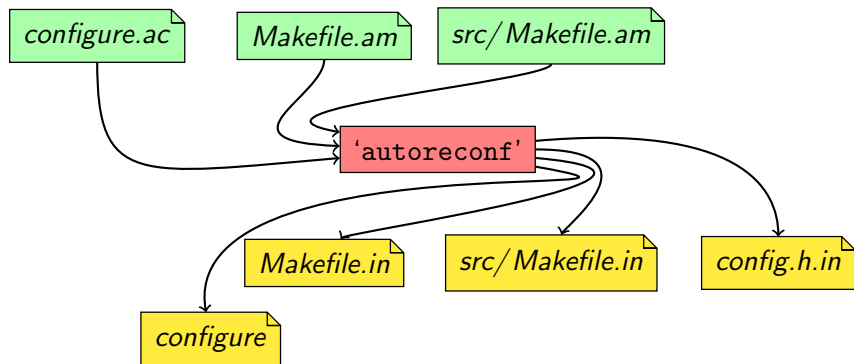 configure.ac
Makefile.am
src/Makefile.am
‘autoreconf’
Makefile.in
src/Makefile.in
config.h.in
configure